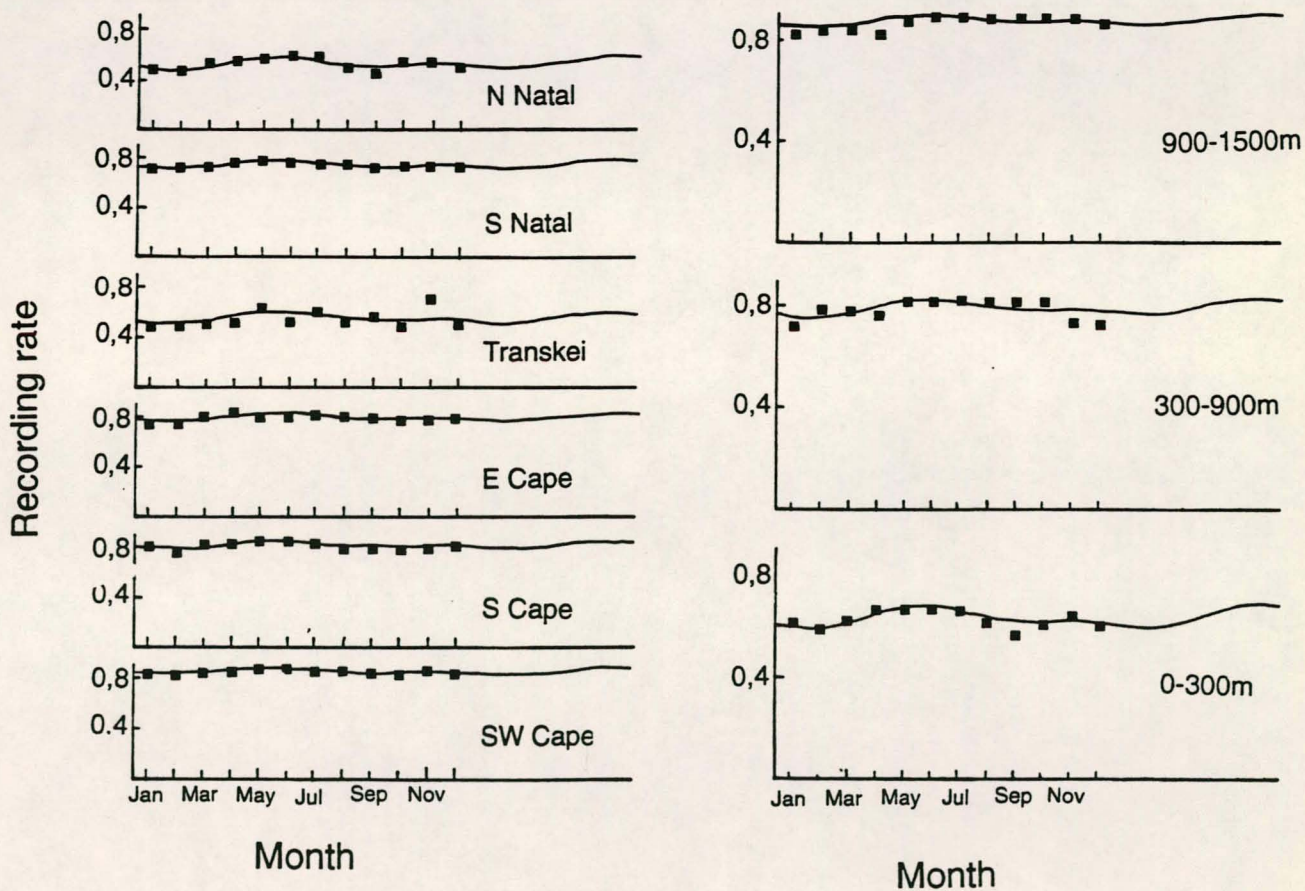 Recording rate
0,8
0,4
N Natal
0,8
0,4
S Natal
0,8
0,4
Transkei
0,8
0,4
E Cape
0,8
0,4
S Cape
0,8
0,4
SW Cape
Jan Mar May Jul Sep Nov
Month
0,8
0,4
900-1500m
0,8
0,4
300-900m
0,8
0,4
0-300m
Jan Mar May Jul Sep Nov
Month